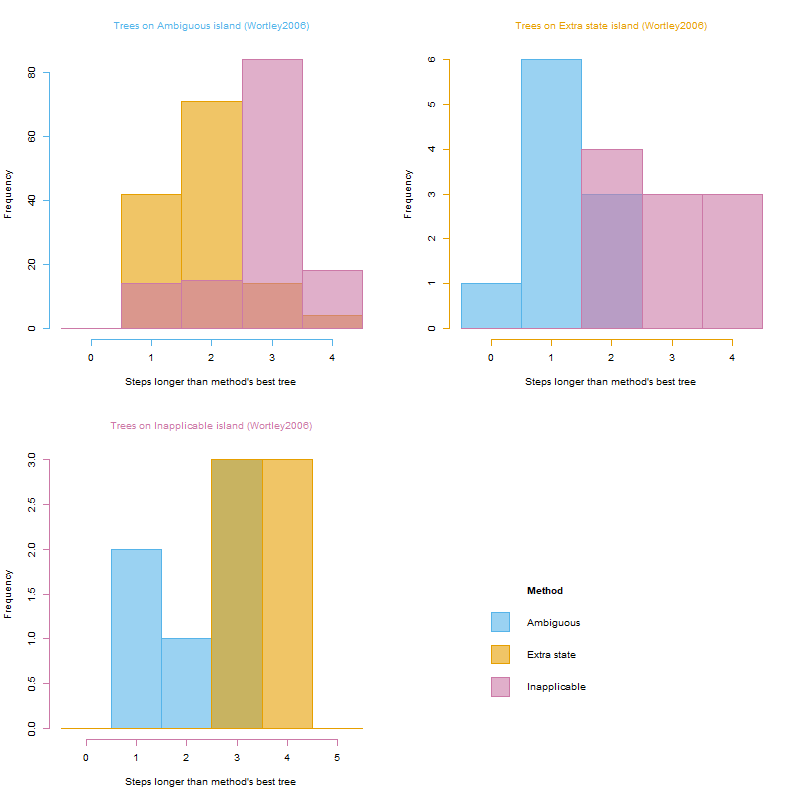 Trees on Ambiguous island (Wortley2006)
80
60
40
20
0
Frequency
0 1 2 3 4
Steps longer than method's best tree
Trees on Extra state island (Wortley2006)
6
5
4
3
2
1
0
Frequency
0 1 2 3 4
Steps longer than method's best tree
Trees on Inapplicable island (Wortley2006)
3.0
2.5
2.0
1.5
1.0
0.5
0.0
Frequency
0 1 2 3 4 5
Steps longer than method's best tree
Method
Ambiguous
Extra state
Inapplicable